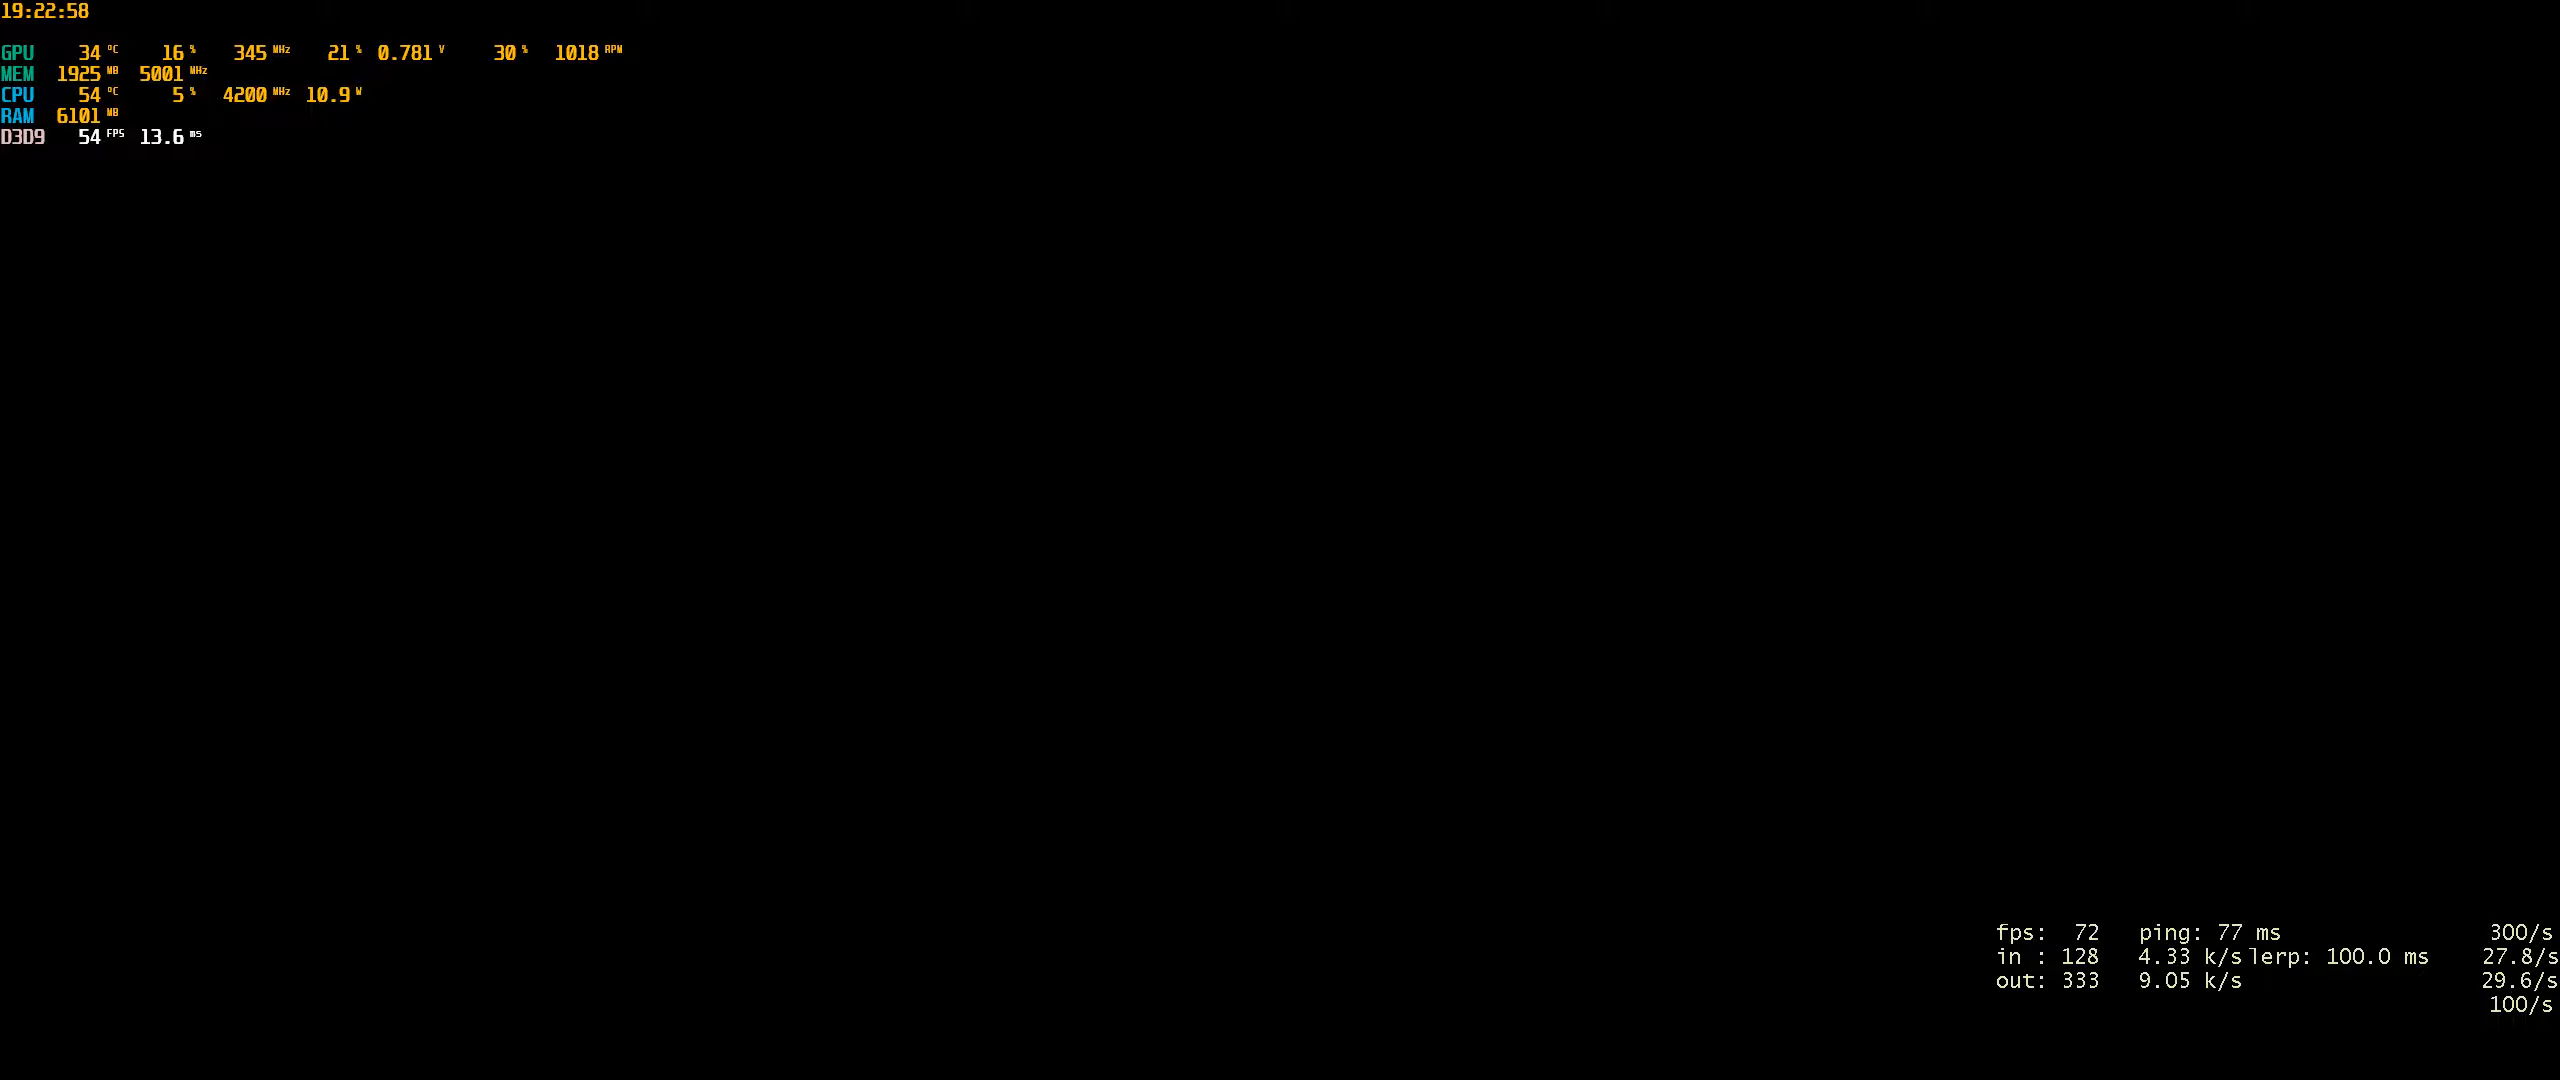 19:22:58
GPU 34 °C 16 % 345 MHz 21 % 0.781 V 30 % 1018 RPM
MEM 1925 MB 5001 MHz
CPU 54 °C 5 % 4200 MHz 10.9 W
RAM 6101 MB
D3D9 54 FPS 13.6 ms
fps: 72 ping: 77 ms 300/s
in : 128 4.33 k/s lerp: 100.0 ms 27.8/s
out: 333 9.05 k/s 29.6/s
100/s